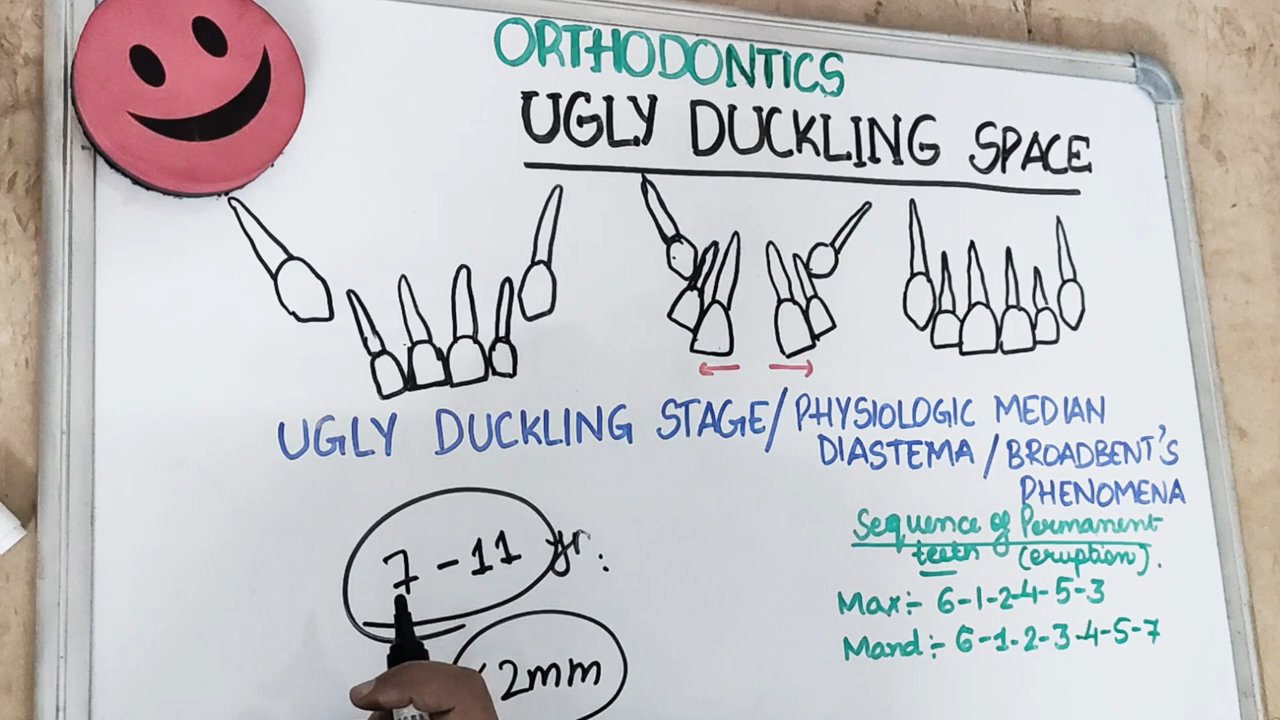 ORTHODONTICS
UGLY DUCKLING SPACE
UGLY DUCKLING STAGE/PHYSIOLOGIC MEDIAN
DIASTEMA/BROADBENT'S
PHENOMENA
Sequence of Permanent
teeth (eruption).
Max:- 6-1-2-4-5-3
Mand:- 6-1-2-3-4-5-7
7-11 yr.
2mm